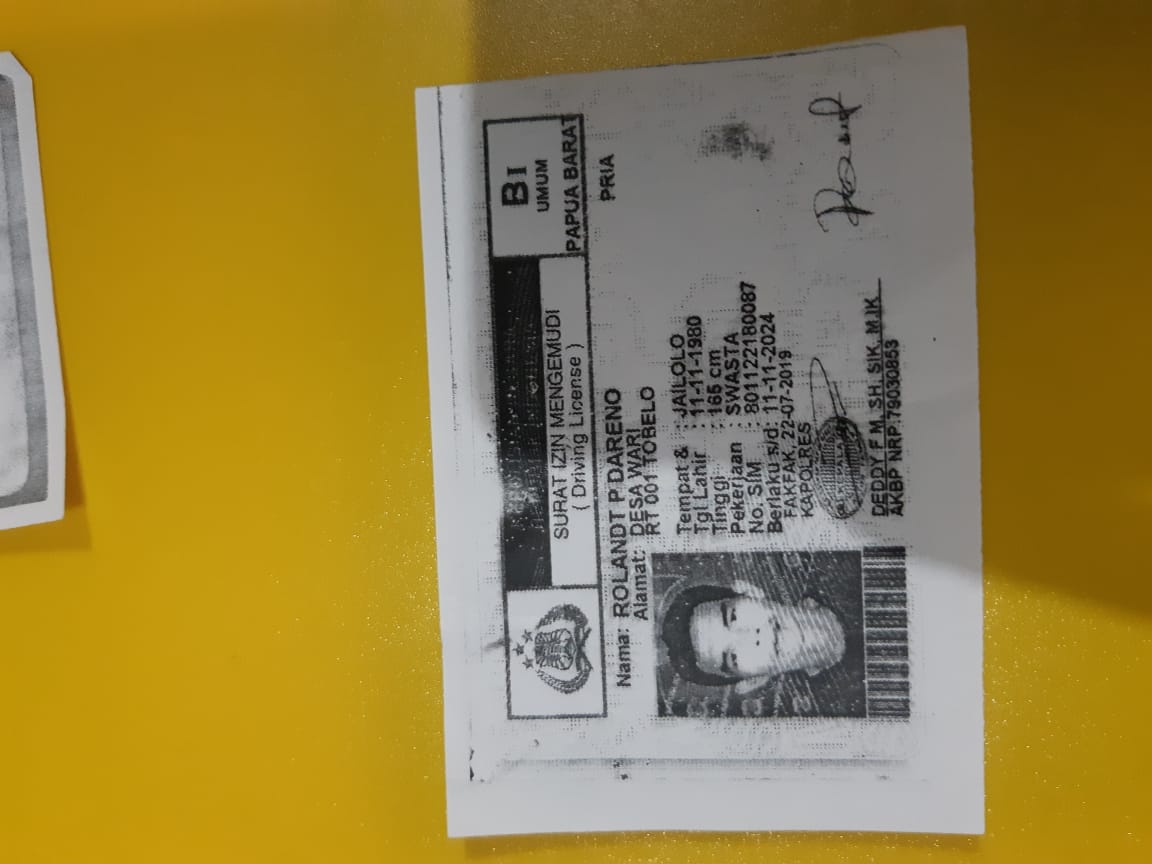 SURAT IZIN MENGEMUDI
( Driving License )
BI
UMUM
PAPUA BARAT
Nama: ROLANDT P DARENO
PRIA
Alamat: DESA WARI
RT 001 TOBELO
Tempat & : JAILOLO
Tgl Lahir : 11-11-1980
Tinggi : 165 cm
Pekerjaan : SWASTA
No. SIM : 801122180087
Berlaku s/d: 11-11-2024
FAKFAK, 22-07-2019
KAPOLRES
DEDDY F M, SH, SIK, M.IK
AKBP NRP.79030853